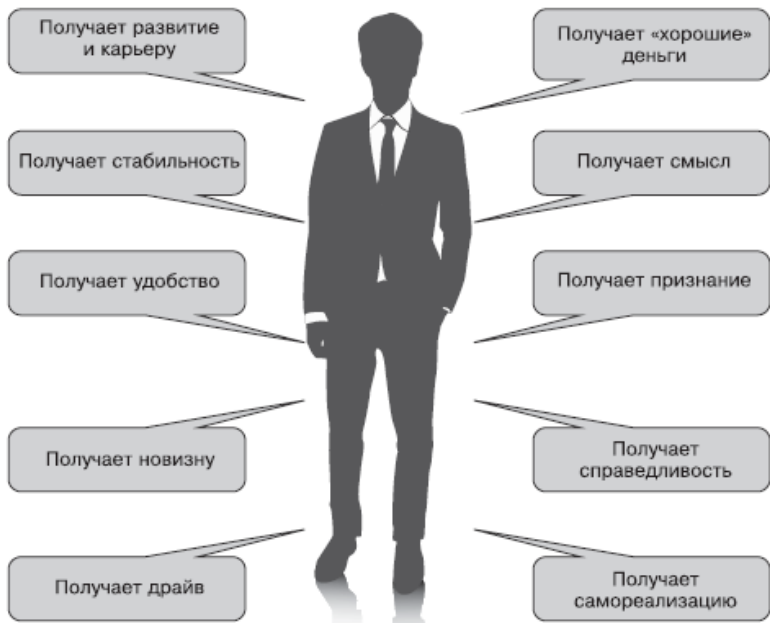 Получает развитие
и карьеру
Получает «хорошие»
деньги
Получает стабильность
Получает смысл
Получает удобство
Получает признание
Получает новизну
Получает
справедливость
Получает драйв
Получает
самореализацию